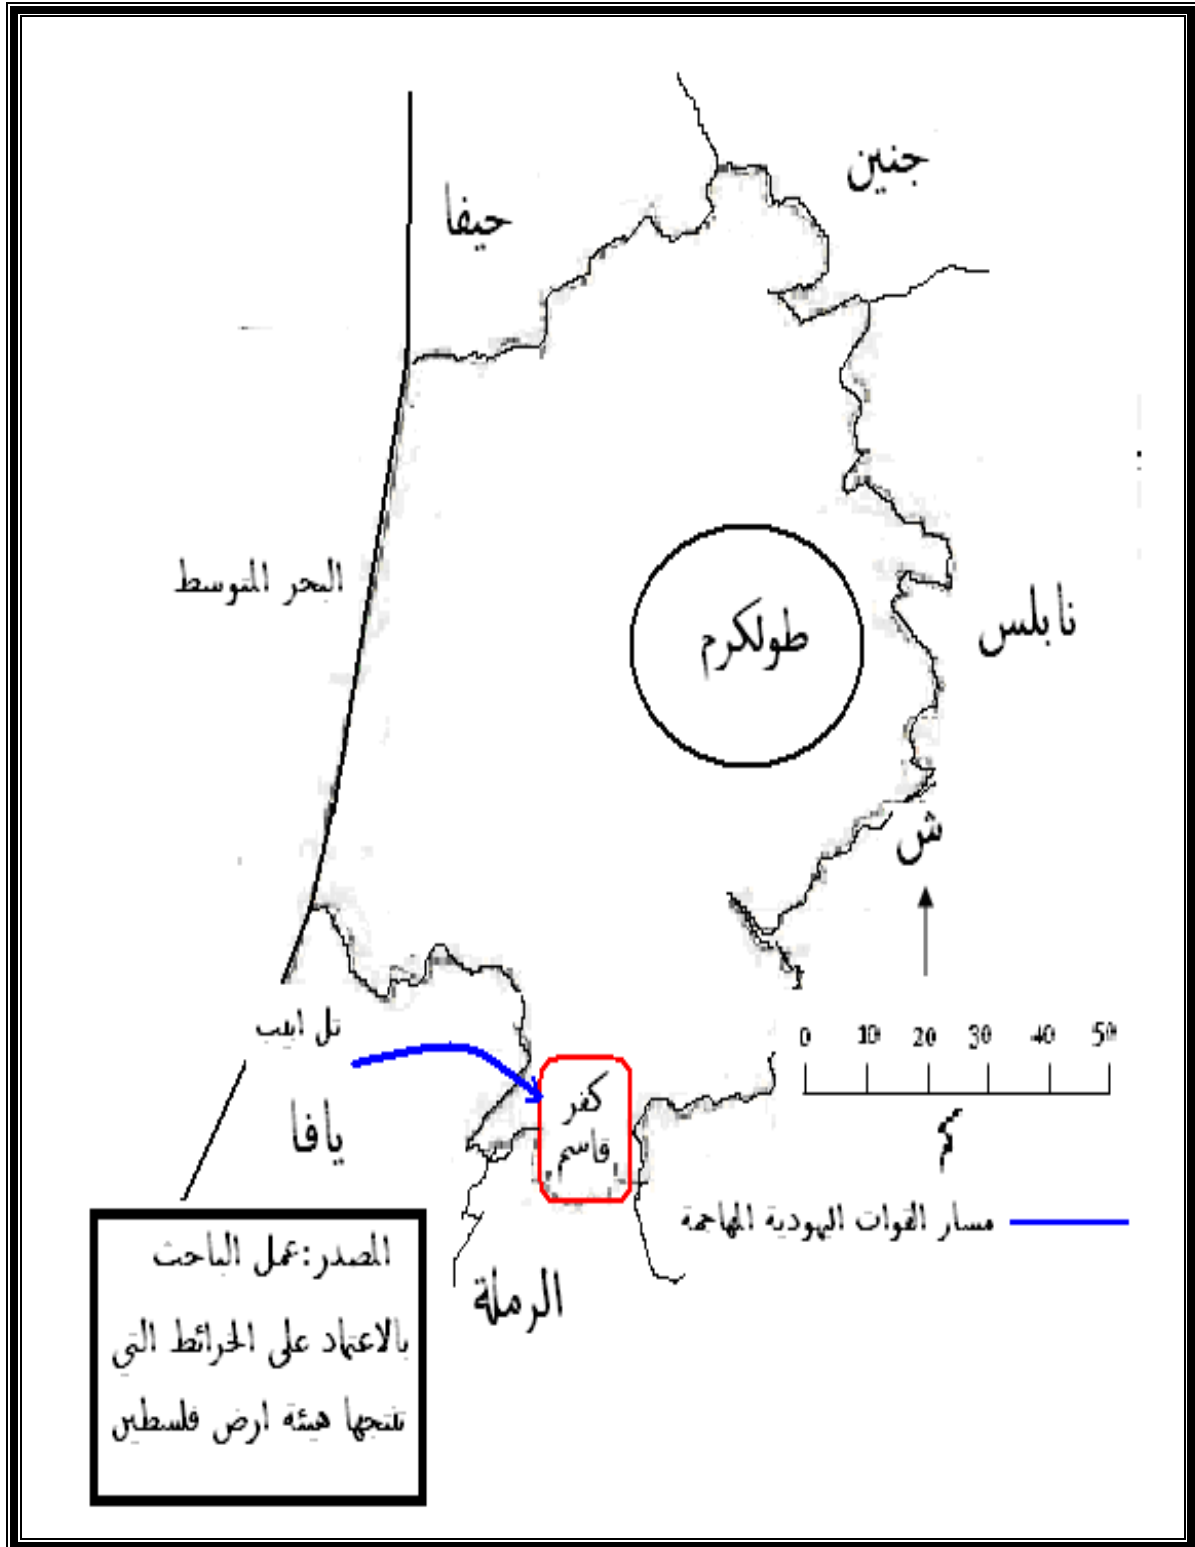 جنين
حيفا
البحر المتوسط
طولكرم
نابلس
ش
تل ابيب
0 10 20 30 40 50
كم
كفر
قاسم
يافا
مسار القوات اليهودية المهاجمة
الرملة
المصدر:عمل الباحث
بالاعتماد على الخرائط التي
تنتجها هيئة ارض فلسطين